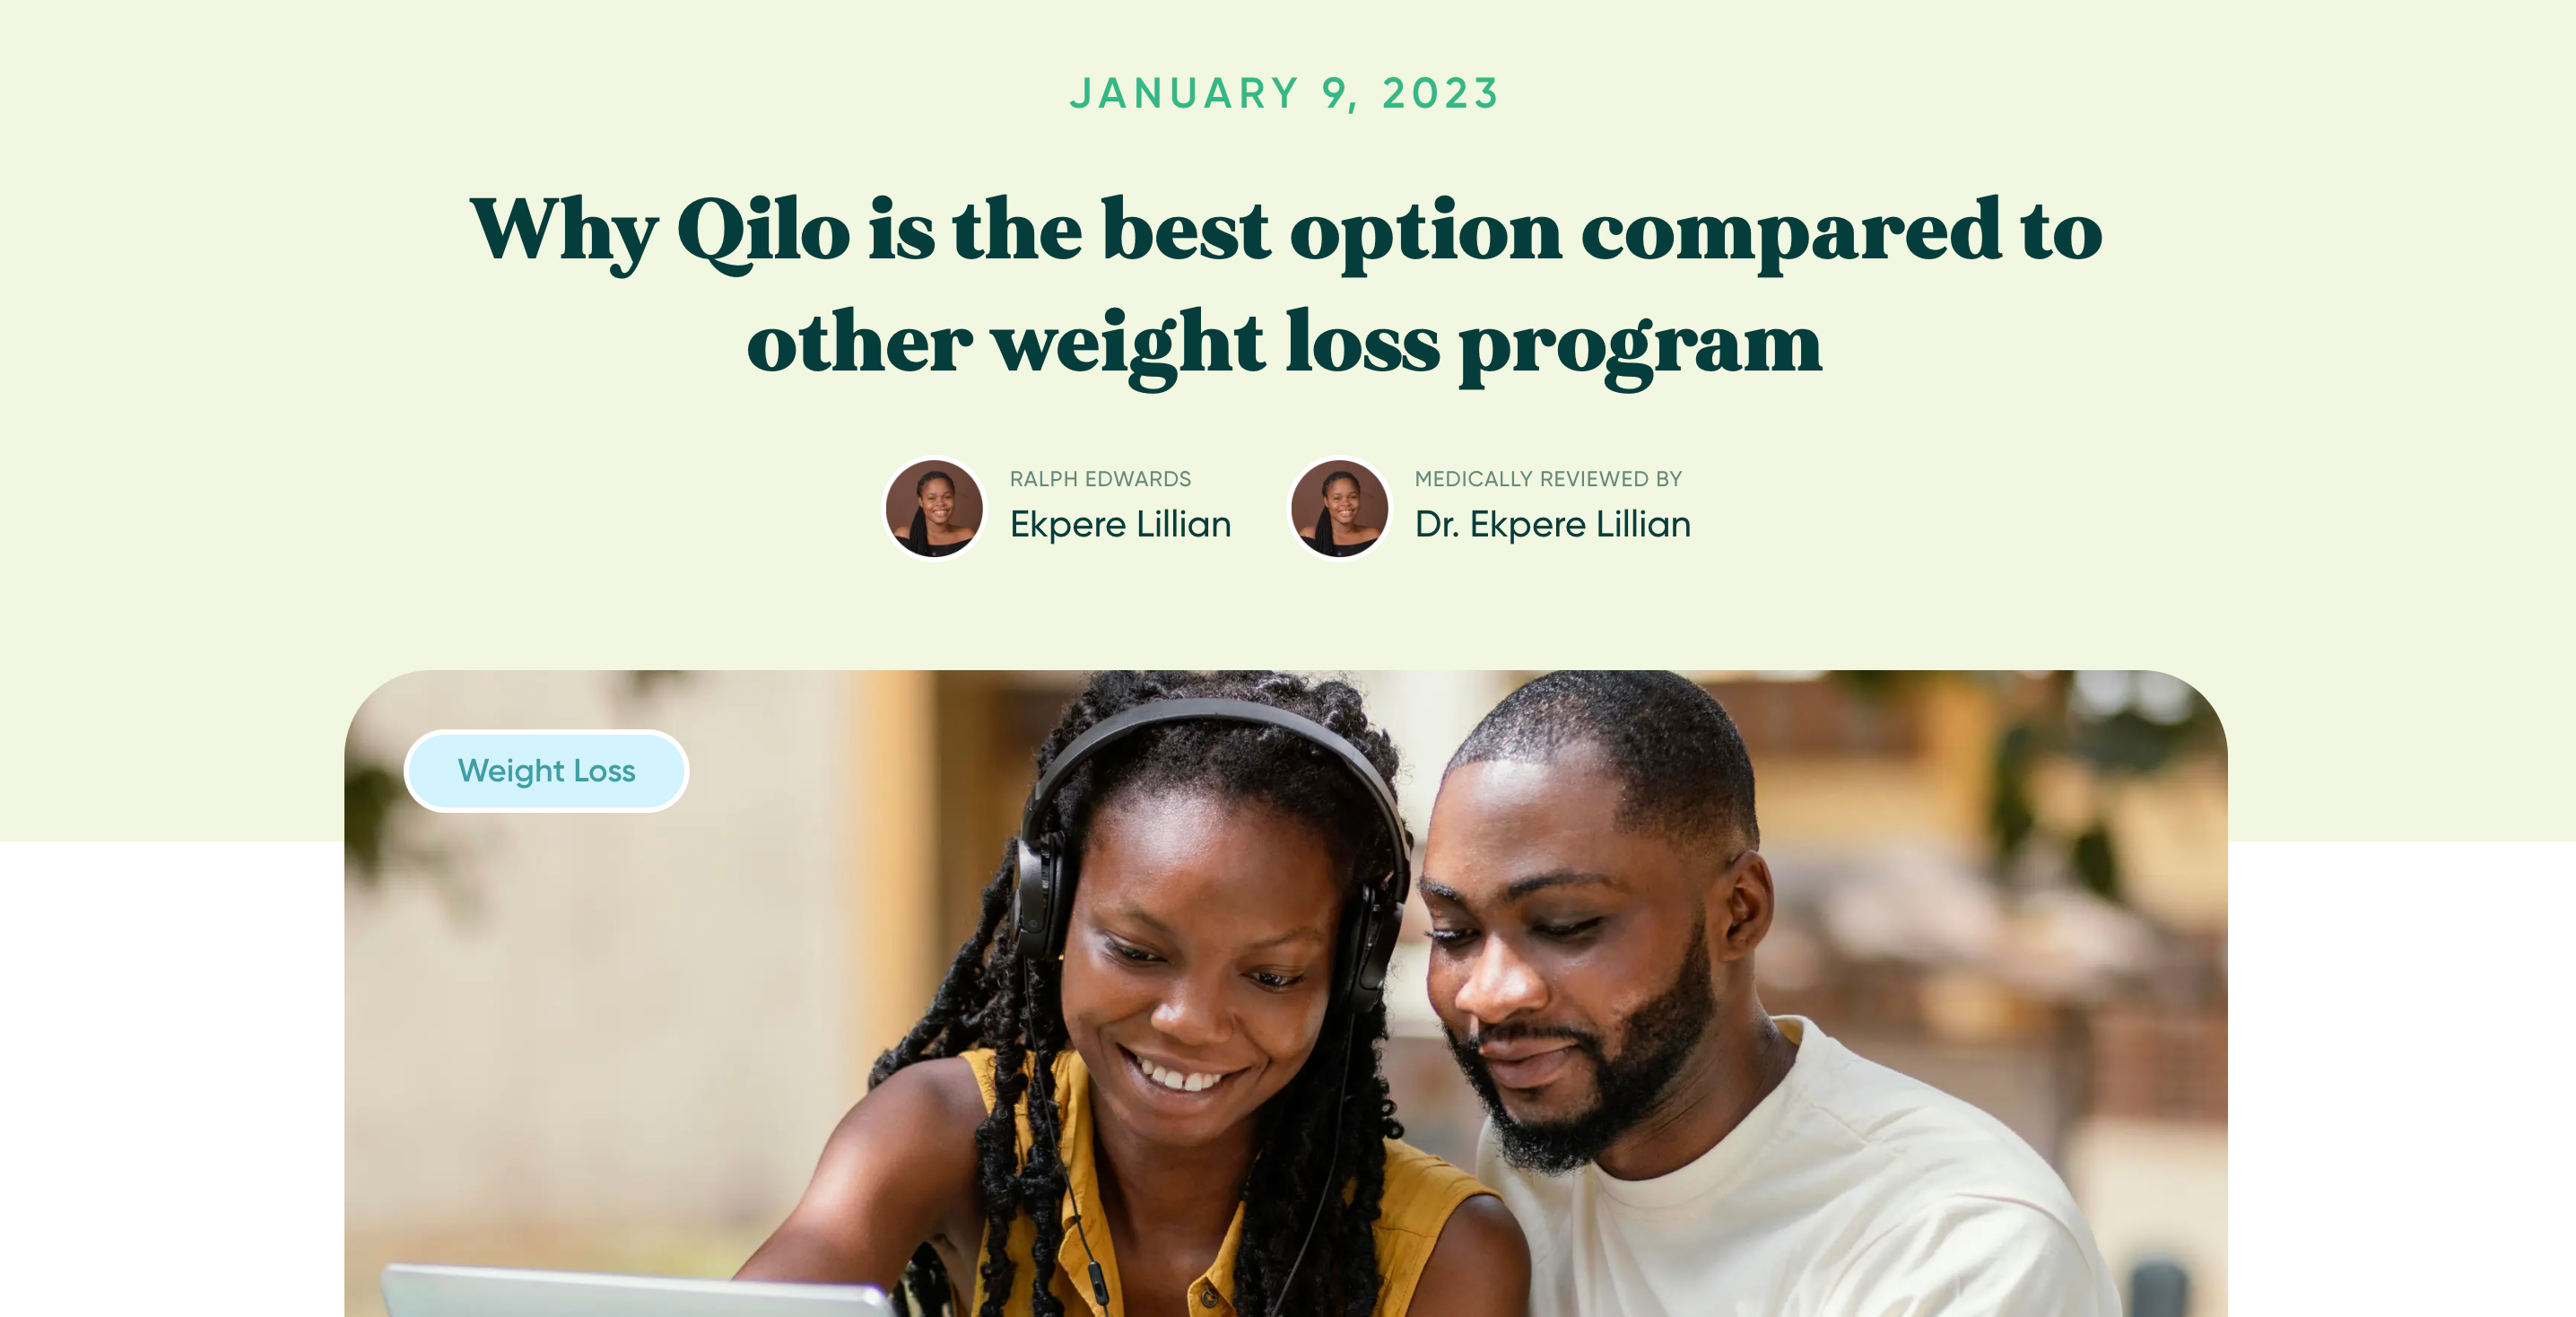 JANUARY 9, 2023
Why Qilo is the best option compared to
other weight loss program
RALPH EDWARDS
Ekpere Lillian
MEDICALLY REVIEWED BY
Dr. Ekpere Lillian
Weight Loss